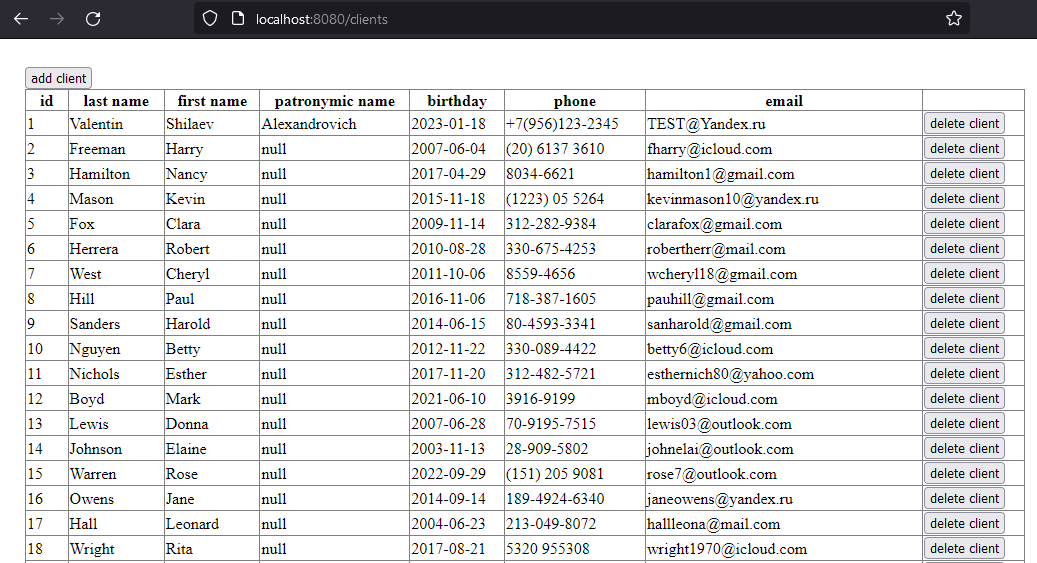 localhost:8080/clients
add client
id last name first name patronymic name birthday phone email
1 Valentin Shilaev Alexandrovich 2023-01-18 +7(956)123-2345 TEST@Yandex.ru delete client
2 Freeman Harry null 2007-06-04 (20) 6137 3610 fharry@icloud.com delete client
3 Hamilton Nancy null 2017-04-29 8034-6621 hamilton1@gmail.com delete client
4 Mason Kevin null 2015-11-18 (1223) 05 5264 kevinmason10@yandex.ru delete client
5 Fox Clara null 2009-11-14 312-282-9384 clarafox@gmail.com delete client
6 Herrera Robert null 2010-08-28 330-675-4253 robertherr@mail.com delete client
7 West Cheryl null 2011-10-06 8559-4656 wcheryl18@gmail.com delete client
8 Hill Paul null 2016-11-06 718-387-1605 pauhill@gmail.com delete client
9 Sanders Harold null 2014-06-15 80-4593-3341 sanharold@gmail.com delete client
10 Nguyen Betty null 2012-11-22 330-089-4422 betty6@icloud.com delete client
11 Nichols Esther null 2017-11-20 312-482-5721 esthernich80@yahoo.com delete client
12 Boyd Mark null 2021-06-10 3916-9199 mboyd@icloud.com delete client
13 Lewis Donna null 2007-06-28 70-9195-7515 lewis03@outlook.com delete client
14 Johnson Elaine null 2003-11-13 28-909-5802 johnelai@outlook.com delete client
15 Warren Rose null 2022-09-29 (151) 205 9081 rose7@outlook.com delete client
16 Owens Jane null 2014-09-14 189-4924-6340 janeowens@yandex.ru delete client
17 Hall Leonard null 2004-06-23 213-049-8072 hallleona@mail.com delete client
18 Wright Rita null 2017-08-21 5320 955308 wright1970@icloud.com delete client